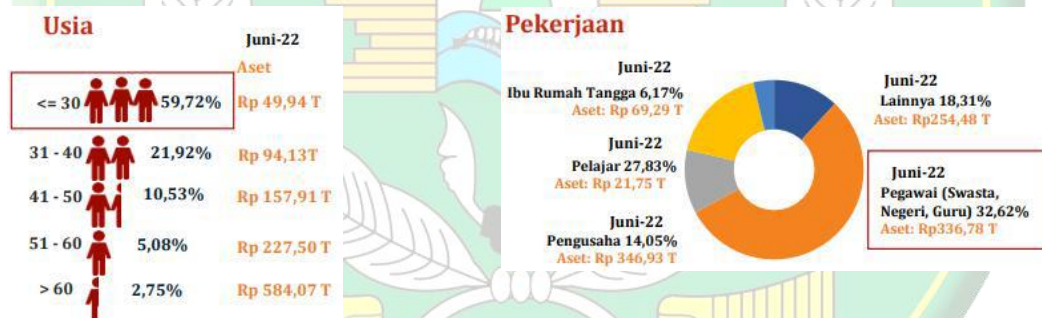 Usia
Juni-22
Aset
<= 30 59,72% Rp 49,94 T
31 - 40 21,92% Rp 94,13T
41 - 50 10,53% Rp 157,91 T
51 - 60 5,08% Rp 227,50 T
> 60 2,75% Rp 584,07 T
Pekerjaan
Juni-22
Ibu Rumah Tangga 6,17%
Aset: Rp 69,29 T
Juni-22
Pelajar 27,83%
Aset: Rp 21,75 T
Juni-22
Pengusaha 14,05%
Aset: Rp 346,93 T
Juni-22
Lainnya 18,31%
Aset: Rp254,48 T
Juni-22
Pegawai (Swasta,
Negeri, Guru) 32,62%
Aset: Rp336,78 T